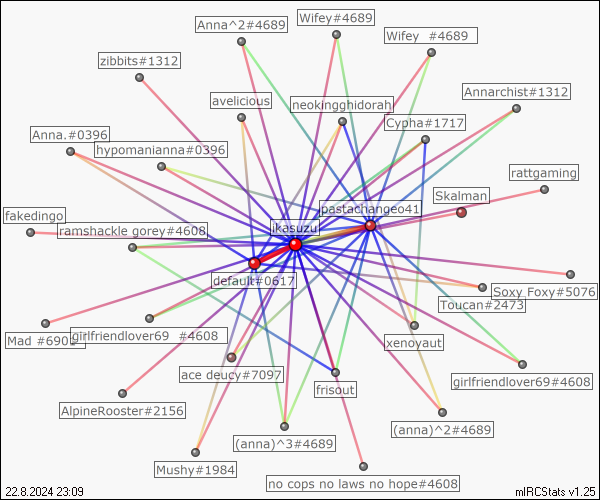 Wifey#4689
Anna^2#4689
Wifey  #4689
zibbits#1312
Annarchist#1312
avelicious
neokingghidorah
Cypha#1717
Anna.#0396
hypomanianna#0396
rattgaming
Skalman
pastachangeo41
fakedingo
ikasuzu
ramshackle gorey#4608
default#0617
Soxy Foxy#5076
Toucan#2473
Mad #690
girlfriendlover69  #4608
xenoyaut
ace deucy#7097
girlfriendlover69#4608
frisout
AlpineRooster#2156
(anna)^2#4689
(anna)^3#4689
Mushy#1984
no cops no laws no hope#4608
22.8.2024 23:09
mIRCStats v1.25